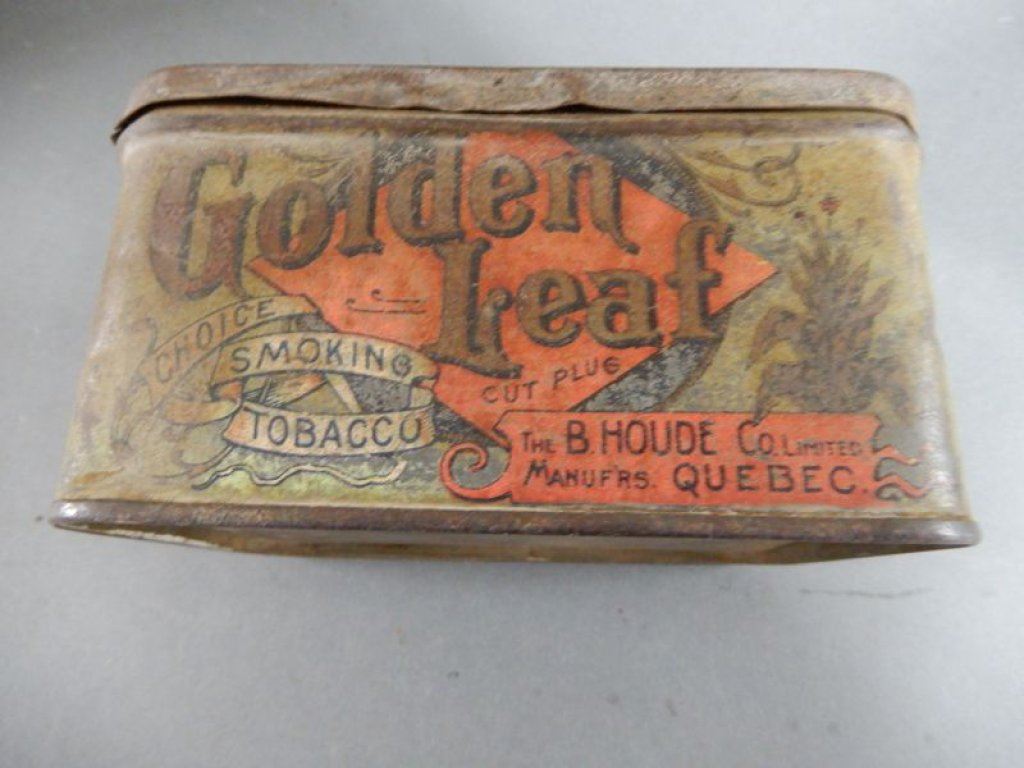 Golden
Leaf
CHOICE
SMOKING
TOBACCO
CUT PLUG
THE B. HOUDE CO. LIMITED
MANUF'RS. QUEBEC.